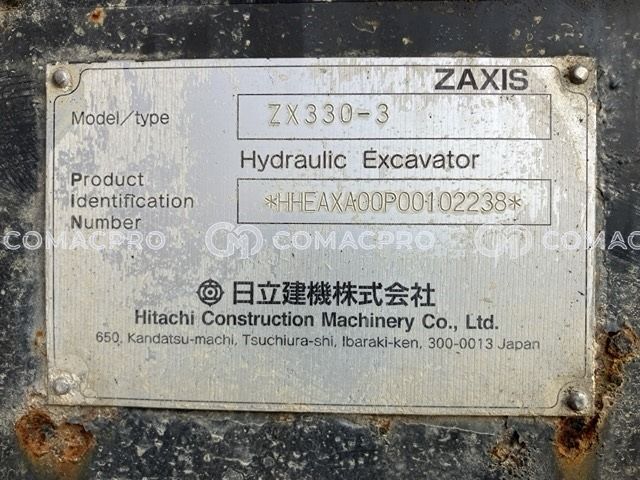 ZAXIS
Model/type ZX330-3
Hydraulic Excavator
Product
Identification *HHEAXA00P00102238*
Number
COMACPRO COMACPRO COMACPRO
日立建機株式会社
Hitachi Construction Machinery Co., Ltd.
650, Kandatsu-machi, Tsuchiura-shi, Ibaraki-ken, 300-0013 Japan